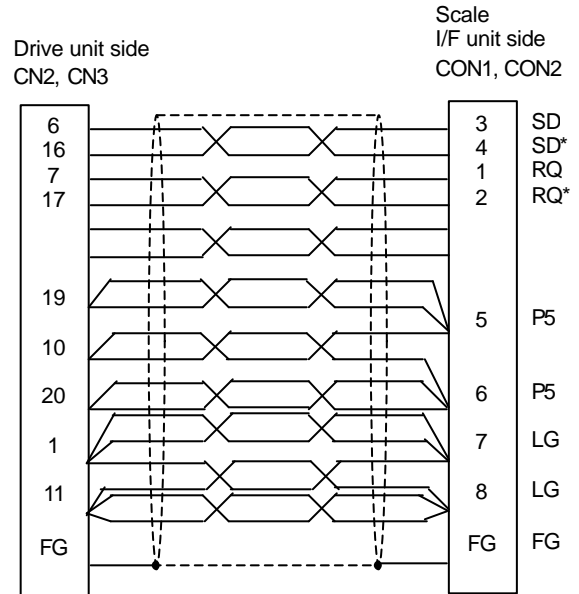 Drive unit side
CN2, CN3
Scale
I/F unit side
CON1, CON2
6
16
7
17
19
10
20
1
11
FG
3
4
1
2
5
6
7
8
FG
SD
SD*
RQ
RQ*
P5
P5
LG
LG
FG